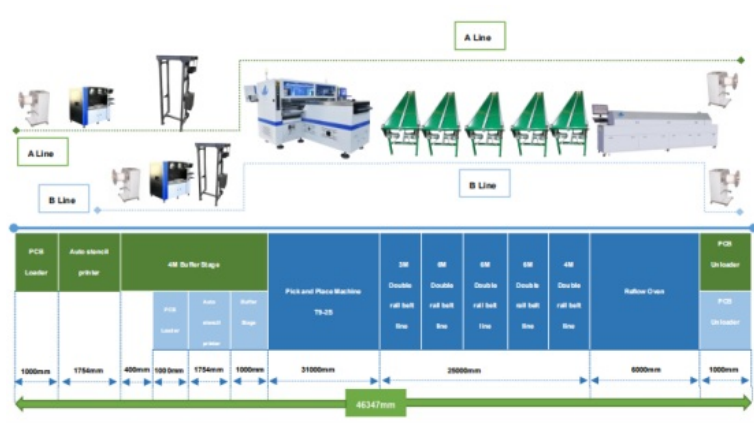 A Line
A Line
B Line
B Line
PCB
Loader
Auto stencil
printer
4M Buffer Stage
PCB
Loader
Auto
stencil
printer
Buffer
Stage
Pick and Place Machine
T9-2S
3M
Double
rail belt
line
6M
Double
rail belt
line
6M
Double
rail belt
line
6M
Double
rail belt
line
4M
Double
rail belt
line
Reflow Oven
PCB
Unloader
PCB
Unloader
1000mm
1754mm
400mm
1000mm
1754mm
1000mm
31000mm
25000mm
6000mm
1000mm
46347mm